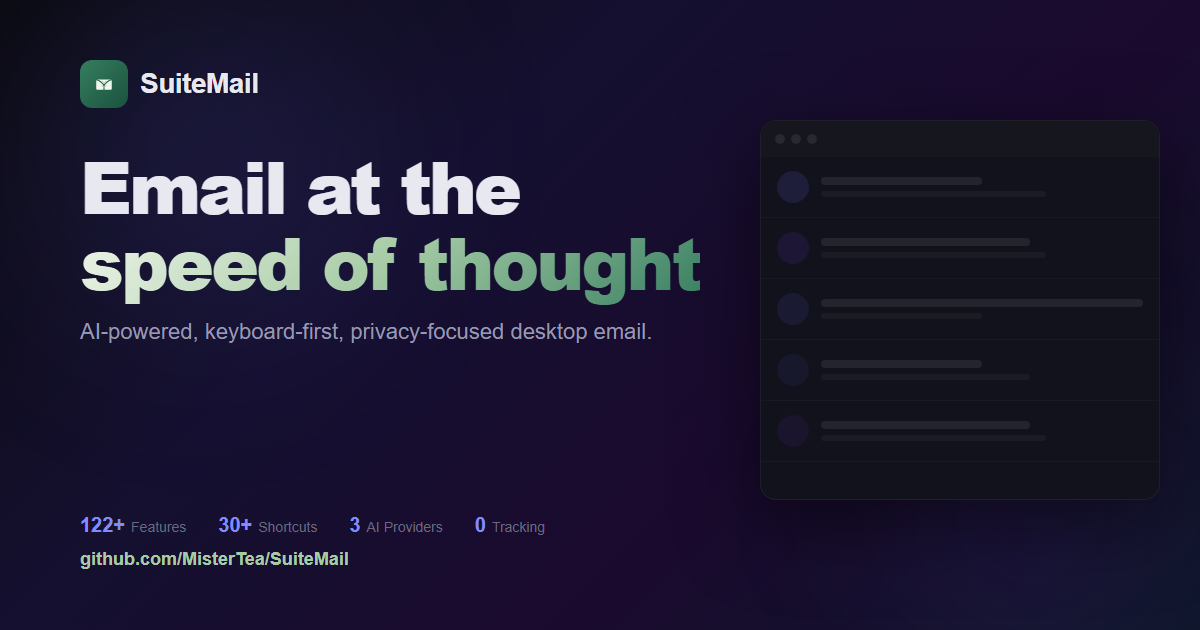 SuiteMail
Email at the
speed of thought
AI-powered, keyboard-first, privacy-focused desktop email.
122+ Features 30+ Shortcuts 3 AI Providers 0 Tracking
github.com/MisterTea/SuiteMail